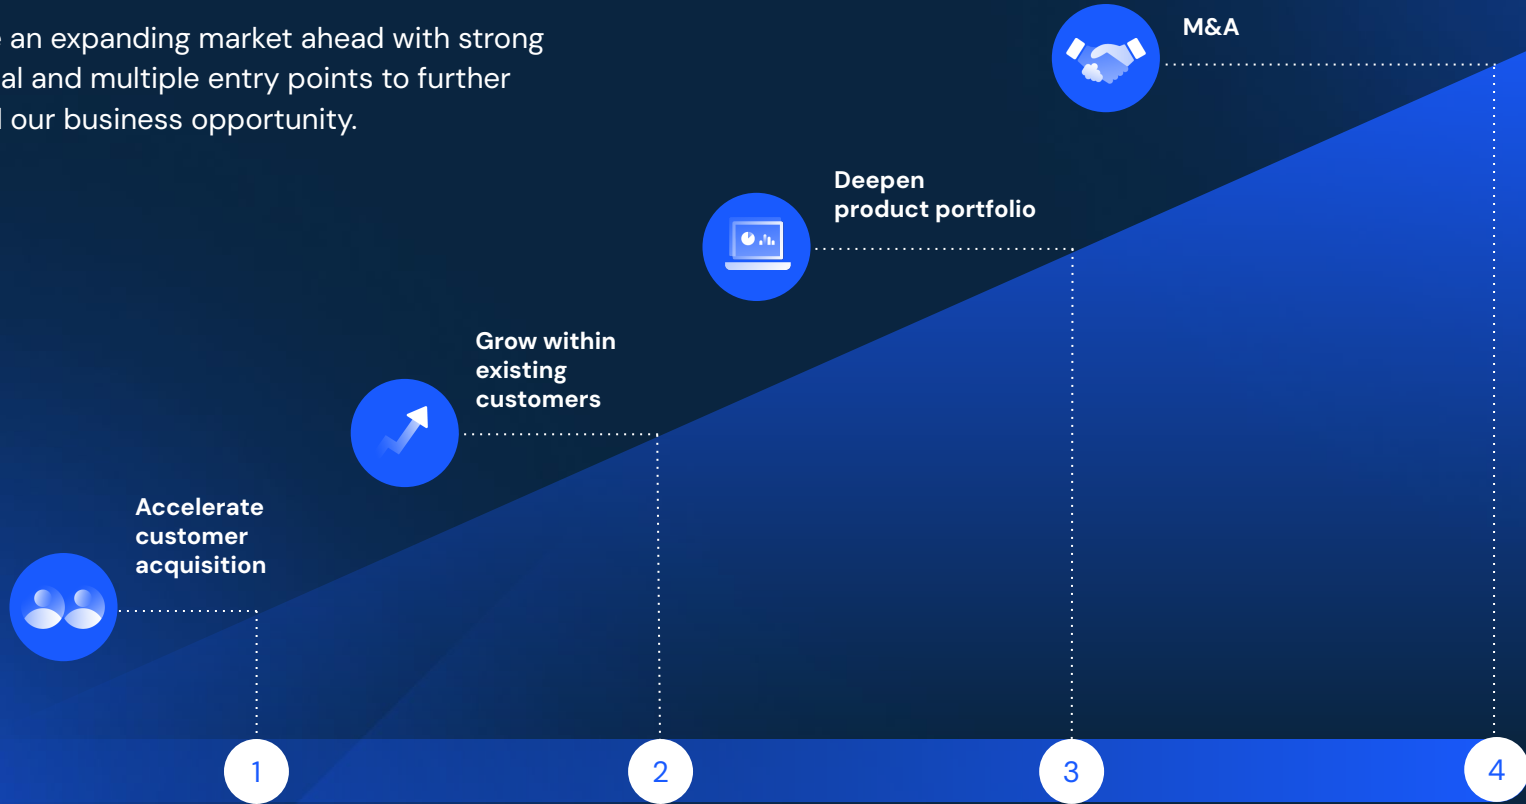 an expanding market ahead with strong
and multiple entry points to further
our business opportunity.
M&A
Deepen
product portfolio
Grow within
existing
customers
Accelerate
customer
acquisition
1
2
3
4